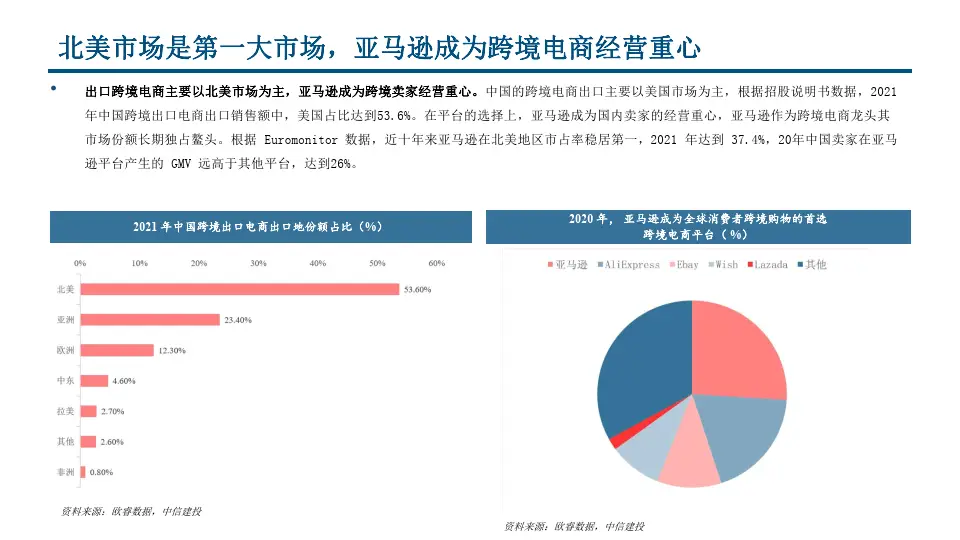 北美市场是第一大市场，亚马逊成为跨境电商经营重心
• 出口跨境电商主要以北美市场为主，亚马逊成为跨境卖家经营重心。中国的跨境电商出口主要以美国市场为主，根据招股说明书数据，2021
年中国跨境出口电商出口销售额中，美国占比达到53.6%。在平台的选择上，亚马逊成为国内卖家的经营重心，亚马逊作为跨境电商龙头其
市场份额长期独占鳌头。根据 Euromonitor 数据，近十年来亚马逊在北美地区市占率稳居第一，2021 年达到 37.4%，20年中国卖家在亚马
逊平台产生的 GMV 远高于其他平台，达到26%。
2021 年中国跨境出口电商出口地份额占比（%）
0% 10% 20% 30% 40% 50% 60%
北美 53.60%
亚洲 23.40%
欧洲 12.30%
中东 4.60%
拉美 2.70%
其他 2.60%
非洲 0.80%
资料来源：欧睿数据，中信建投
2020 年， 亚马逊成为全球消费者跨境购物的首选
跨境电商平台（ %）
亚马逊 AliExpress Ebay Wish Lazada 其他
资料来源：欧睿数据，中信建投